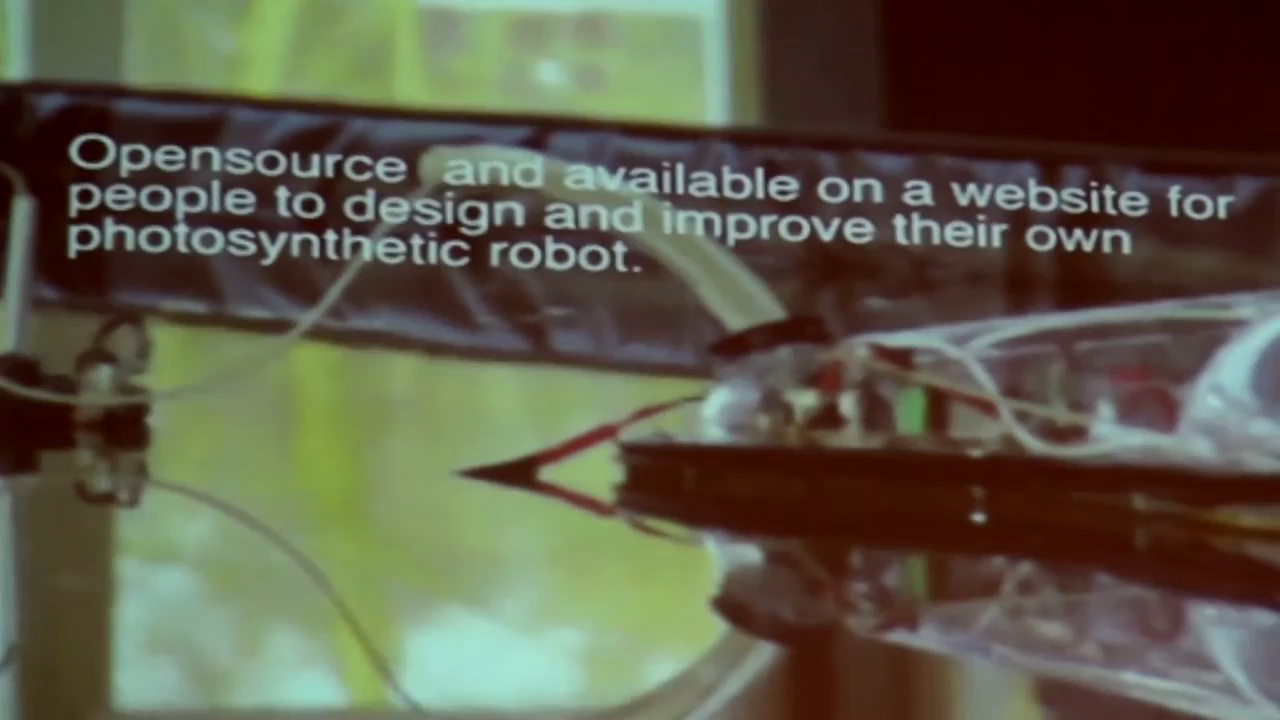 Opensource and available on a website for
people to design and improve their own
photosynthetic robot.